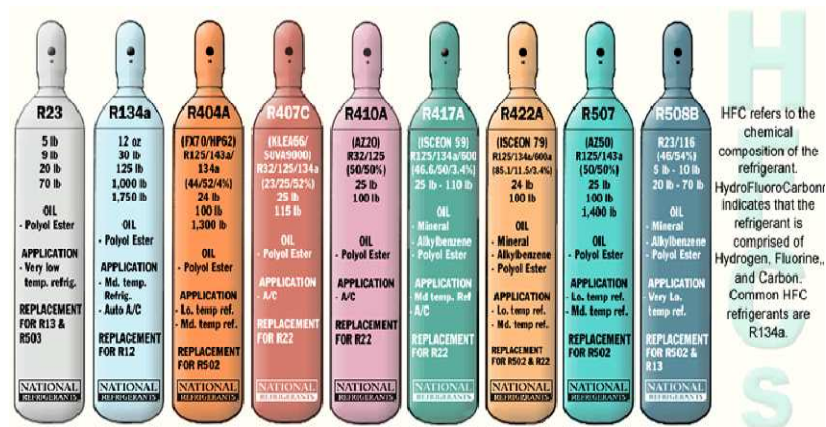 R23
5 lb
9 lb
20 lb
70 lb
OIL
- Polyol Ester
APPLICATION
- Very low
temp. refrig.
REPLACEMENT
FOR R13 &
R503
NATIONAL
REFRIGERANTS
R134a
12 oz
30 lb
125 lb
1,000 lb
1,750 lb
OIL
- Polyol Ester
APPLICATION
- Md. temp.
Refrig.
- Auto A/C
REPLACEMENT
FOR R12
NATIONAL
REFRIGERANTS
R404A
(FX70/HP62)
R125/143a/
134a
(44/52/4%)
24 lb
100 lb
1,300 lb
OIL
- Polyol Ester
APPLICATION
- Lo. temp ref.
- Md. temp ref.
REPLACEMENT
FOR R502
NATIONAL
REFRIGERANTS
R407C
(KLEA66/
SUVA9000)
R32/125/134a
(23/25/52%)
25 lb
115 lb
OIL
- Polyol Ester
APPLICATION
- A/C
REPLACEMENT
FOR R22
NATIONAL
REFRIGERANTS
R410A
(AZ20)
R32/125
(50/50%)
25 lb
100 lb
OIL
- Polyol Ester
APPLICATION
- A/C
REPLACEMENT
FOR R22
NATIONAL
REFRIGERANTS
R417A
(ISCEON 59)
R125/134a/600
(46.6/50/3.4%)
25 lb - 110 lb
OIL
- Mineral
- Alkylbenzene
- Polyol Ester
APPLICATION
- Md temp. Ref
- A/C
REPLACEMENT
FOR R22
NATIONAL
REFRIGERANTS
R422A
(ISCEON 79)
R125/134a/600a
(85.1/11.5/3.4%)
24 lb
100 lb
OIL
- Mineral
- Alkylbenzene
- Polyol Ester
APPLICATION
- Lo. temp ref.
- Md. temp ref.
REPLACEMENT
FOR R502 & R22
NATIONAL
REFRIGERANTS
R507
(AZ50)
R125/143a
(50/50%)
25 lb
100 lb
1,400 lb
OIL
- Polyol Ester
APPLICATION
- Lo. temp ref.
- Md. temp ref.
REPLACEMENT
FOR R502
NATIONAL
REFRIGERANTS
R508B
R23/116
(46/54%)
5 lb - 10 lb
20 lb - 70 lb
OIL
- Mineral
- Alkylbenzene
- Polyol Ester
APPLICATION
- Very Lo.
temp ref.
REPLACEMENT
FOR R502 &
R13
NATIONAL
REFRIGERANTS
HFC refers to the
chemical
composition of the
refrigerant.
HydroFluoroCarbonn
indicates that the
refrigerant is
comprised of
Hydrogen, Fluorine,,
and Carbon.
Common HFC
refrigerants are
R134a.